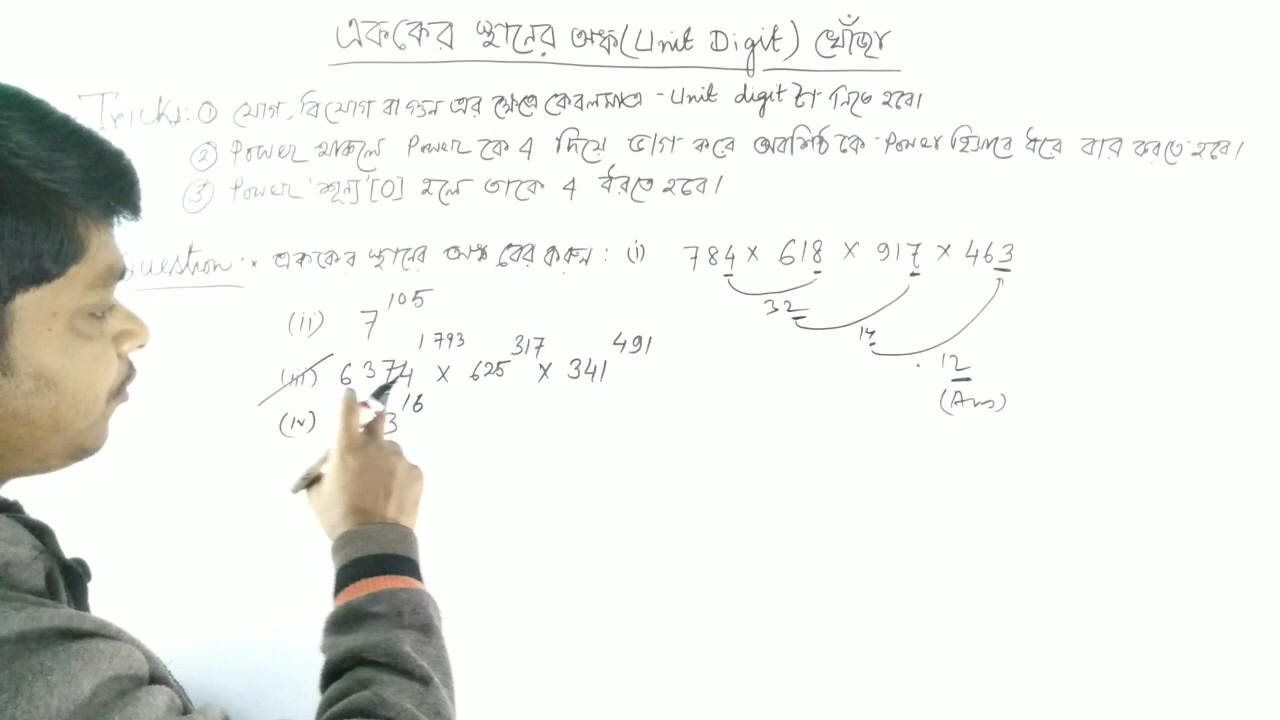 এককের স্থানের অঙ্ক (Unit Digit) খোঁজা
Tricks: ① যোগ, বিয়োগ বা গুন এর ক্ষেত্রে কেবলমাত্র - Unit digit টা নিতে হবে।
② Power থাকলে Power কে 4 দিয়ে ভাগ করে অবশিষ্ট কে Power হিসাবে ধরে বার করতে হবে।
③ Power 'শূন্য' [0] হলে তাকে 4 ধরতে হবে।
Question: * এককের স্থানের অঙ্ক বের করুন: (i) 784 × 618 × 917 × 463
32
14
12
(Ans)
(ii) 7^105
(iii) 6374^1793 × 625^317 × 341^491
(iv) 3^16